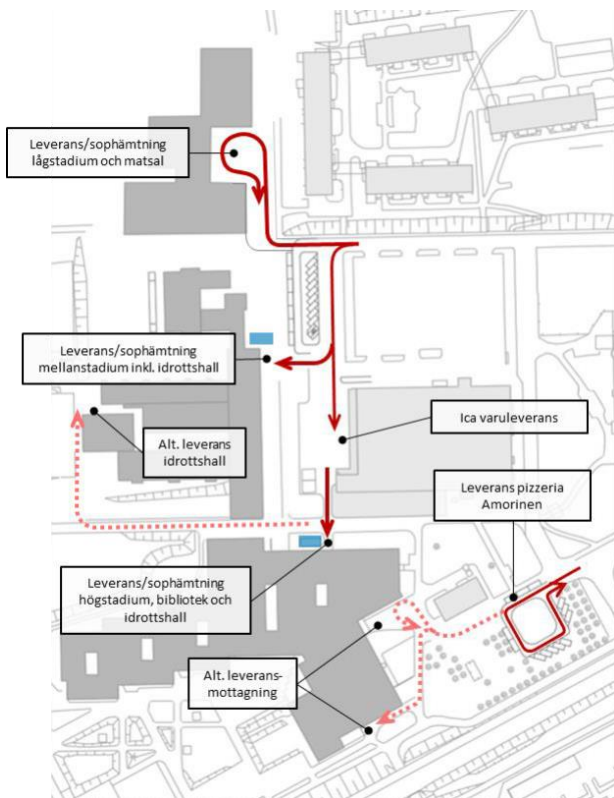 Leverans/sophämtning
lågstadium och matsal
Leverans/sophämtning
mellanstadium inkl. idrottshall
Ica varuleverans
Alt. leverans
idrottshall
Leverans pizzeria
Amorinen
Leverans/sophämtning
högstadium, bibliotek och
idrottshall
Alt. leverans-
mottagning